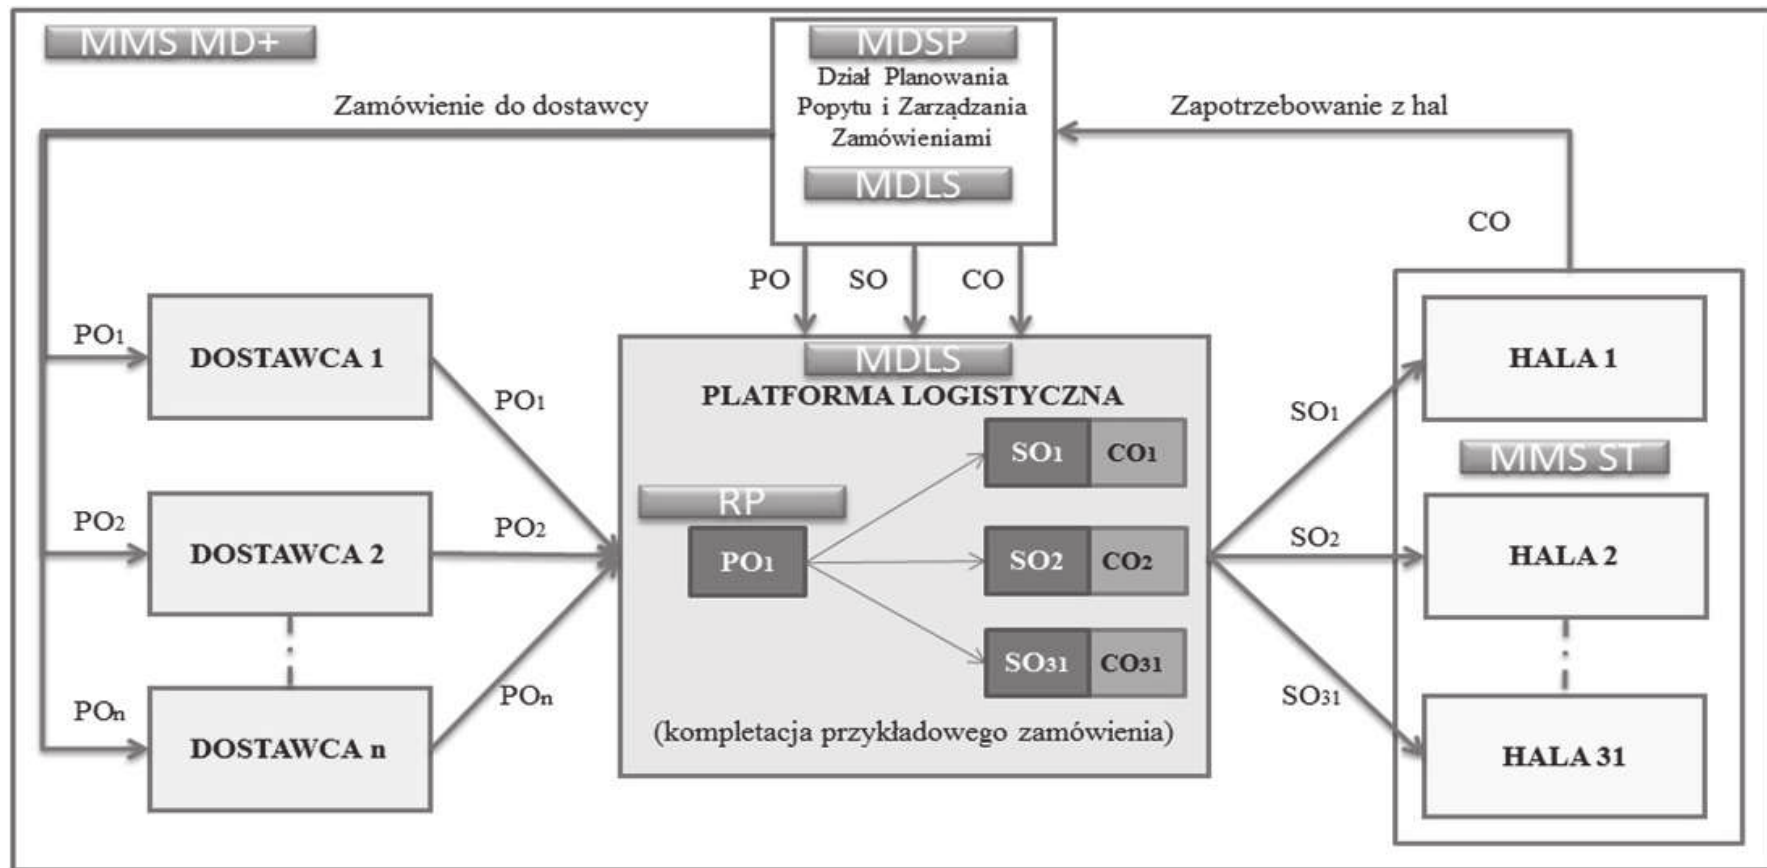 MMS MD+
MDSP
Dział Planowania
Popytu i Zarządzania
Zamówieniami
MDLS
Zamówienie do dostawcy
Zapotrzebowanie z hal
CO
PO
SO
CO
PO1
DOSTAWCA 1
PO1
PO2
DOSTAWCA 2
PO2
POn
DOSTAWCA n
POn
MDLS
PLATFORMA LOGISTYCZNA
RP
PO1
SO1
CO1
SO2
CO2
SO31
CO31
(kompletacja przykładowego zamówienia)
SO1
SO2
SO31
HALA 1
MMS ST
HALA 2
HALA 31